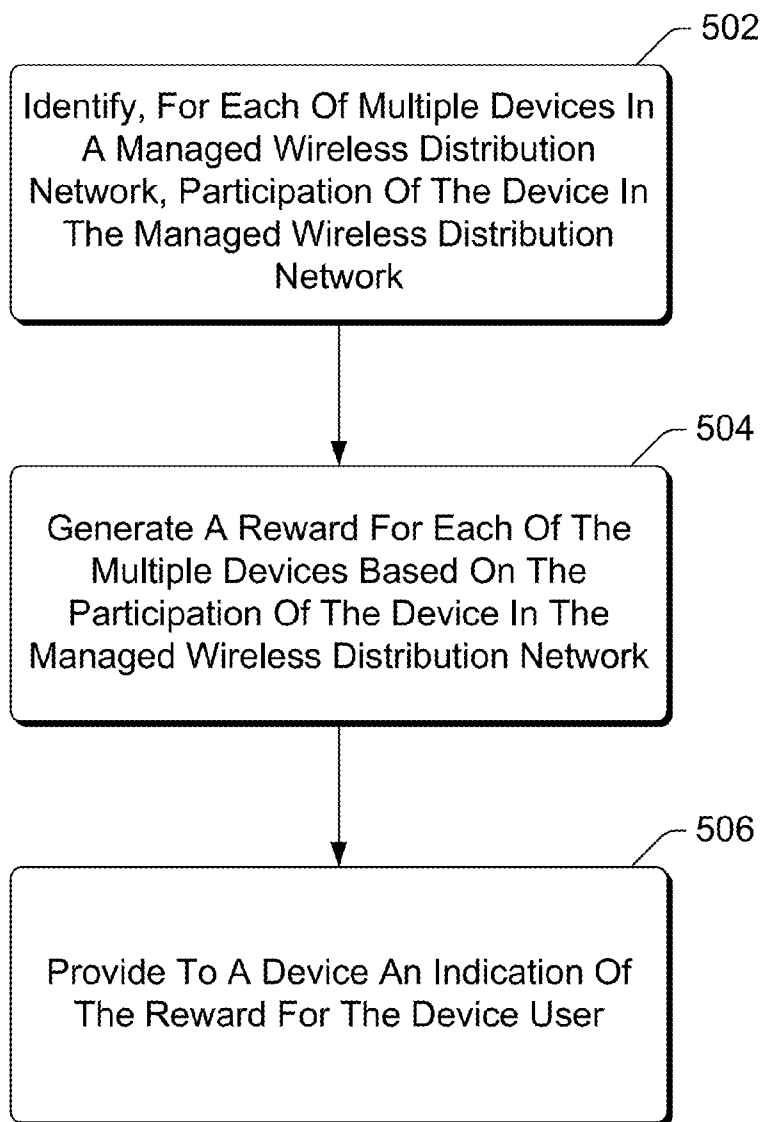 502
Identify, For Each Of Multiple Devices In
A Managed Wireless Distribution
Network, Participation Of The Device In
The Managed Wireless Distribution
Network
504
Generate A Reward For Each Of The
Multiple Devices Based On The
Participation Of The Device In The
Managed Wireless Distribution Network
506
Provide To A Device An Indication Of
The Reward For The Device User